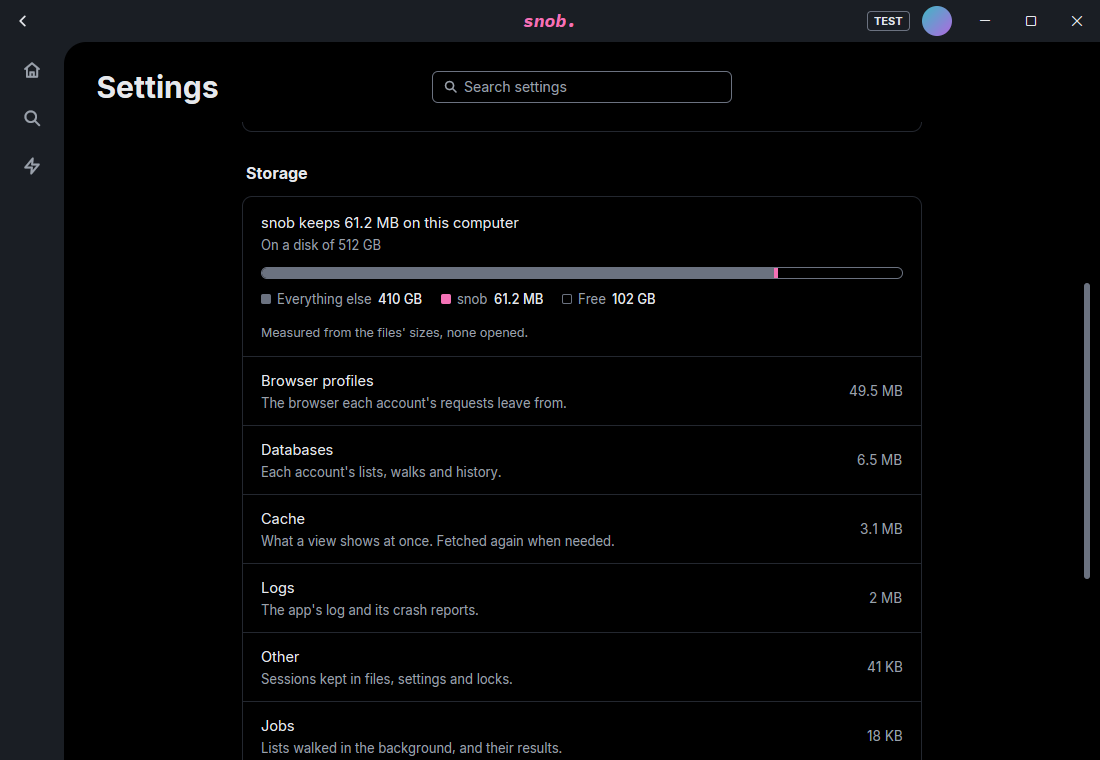 snob.
TEST
Settings
Search settings
Storage
snob keeps 61.2 MB on this computer
On a disk of 512 GB
Everything else 410 GB snob 61.2 MB Free 102 GB
Measured from the files' sizes, none opened.
Browser profiles
The browser each account's requests leave from.
49.5 MB
Databases
Each account's lists, walks and history.
6.5 MB
Cache
What a view shows at once. Fetched again when needed.
3.1 MB
Logs
The app's log and its crash reports.
2 MB
Other
Sessions kept in files, settings and locks.
41 KB
Jobs
Lists walked in the background, and their results.
18 KB